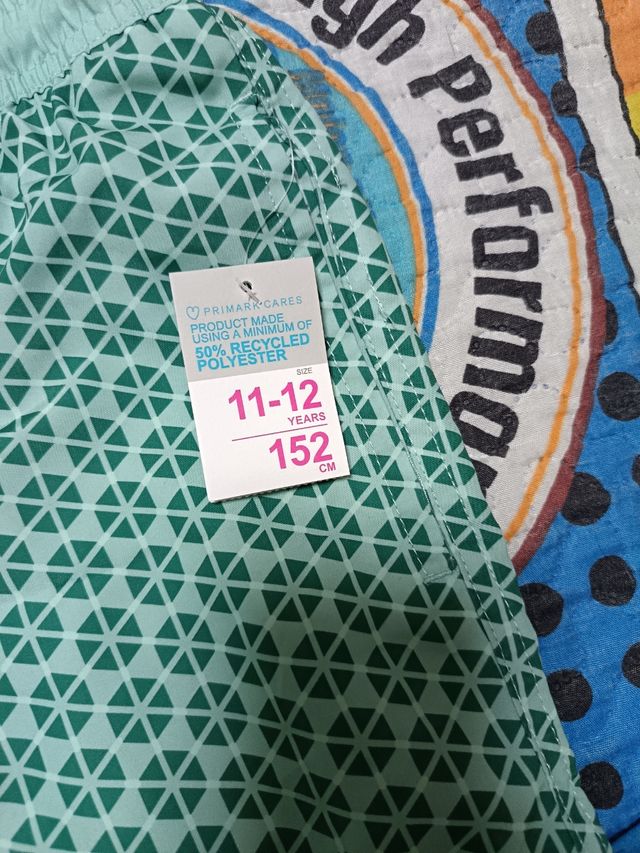 PRIMARK CARES
PRODUCT MADE
USING A MINIMUM OF
50% RECYCLED
POLYESTER
SIZE
11-12
YEARS
152
CM
gh Performa